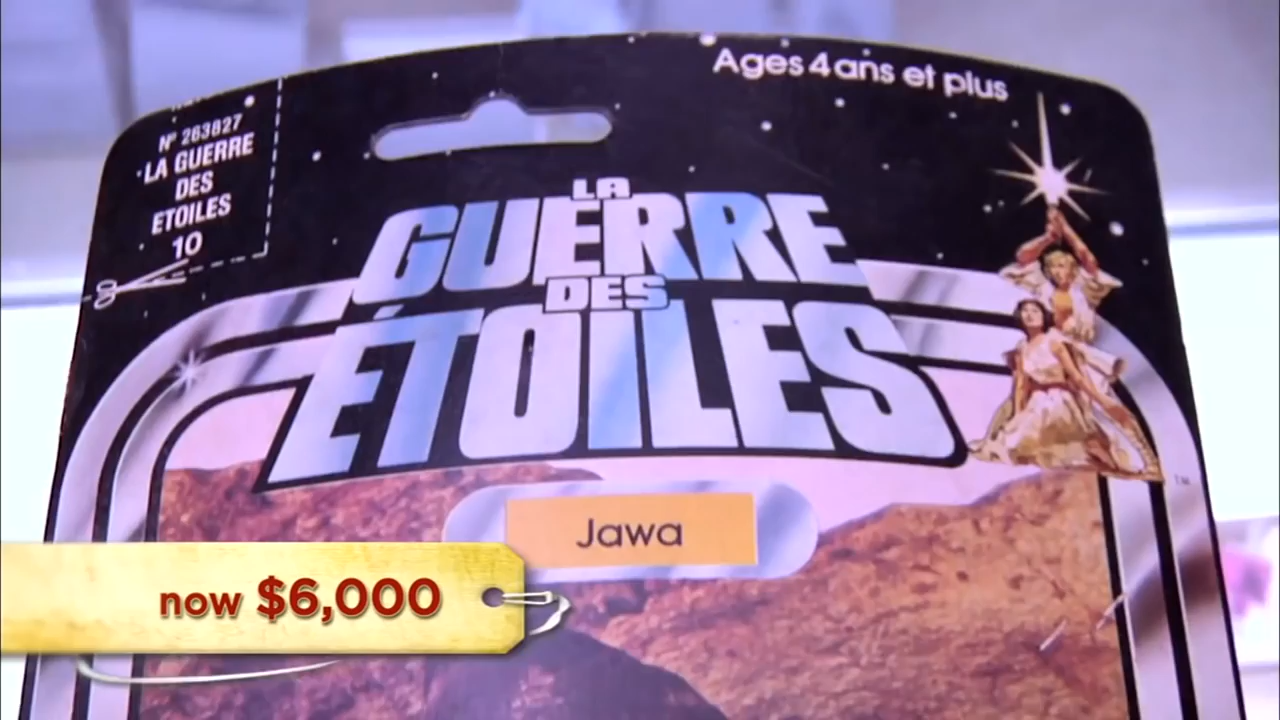 Ages 4 ans et plus
N° 263827
LA GUERRE
DES
ETOILES
10
LA
GUERRE
DES
ÉTOILES
TM
Jawa
now $6,000